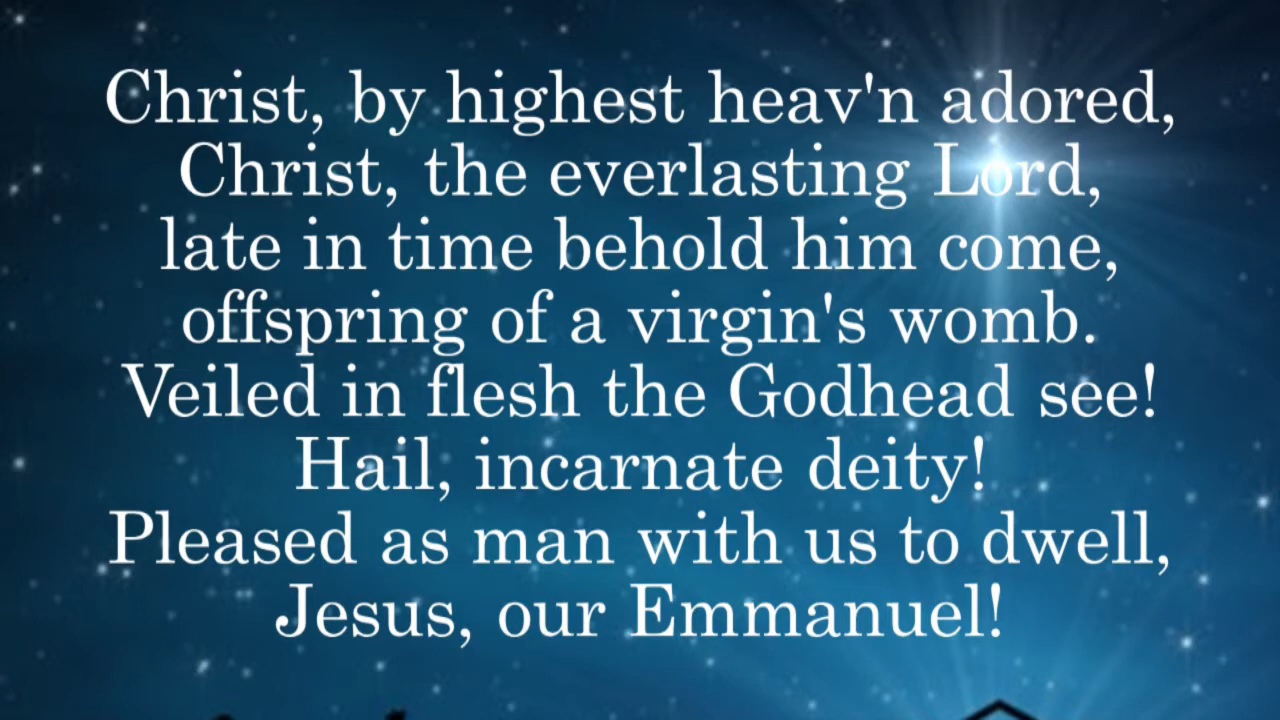 Christ, by highest heav'n adored,
Christ, the everlasting Lord,
late in time behold him come,
offspring of a virgin's womb.
Veiled in flesh the Godhead see!
Hail, incarnate deity!
Pleased as man with us to dwell,
Jesus, our Emmanuel!